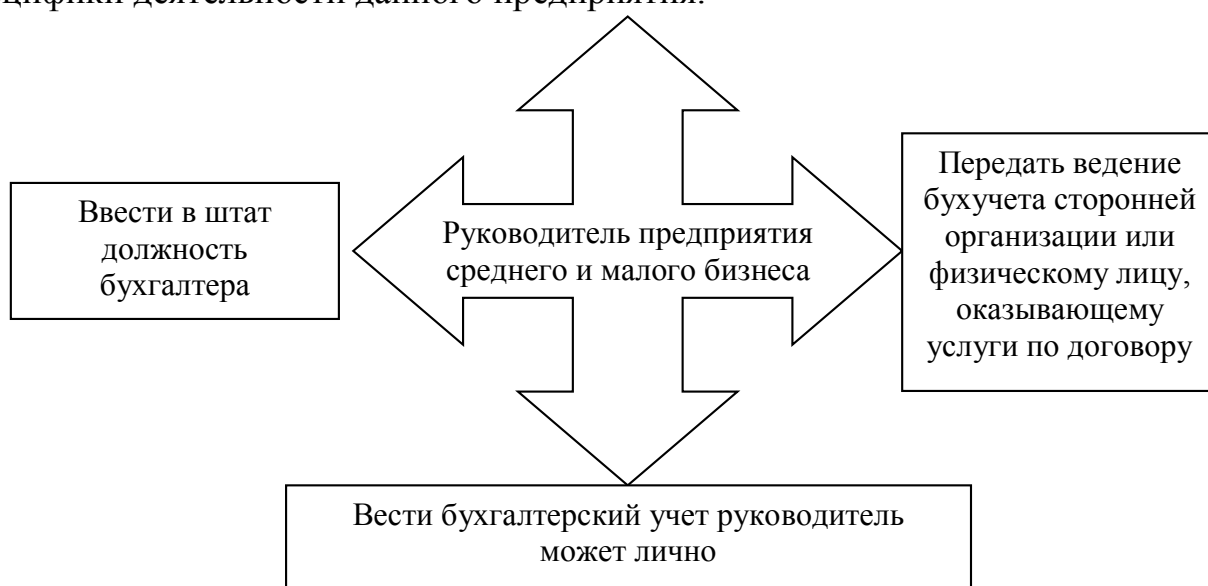 цифики деятельности данного предприятия.
Ввести в штат
должность
бухгалтера
Руководитель предприятия
среднего и малого бизнеса
Передать ведение
бухучета сторонней
организации или
физическому лицу,
оказывающему
услуги по договору
Вести бухгалтерский учет руководитель
может лично